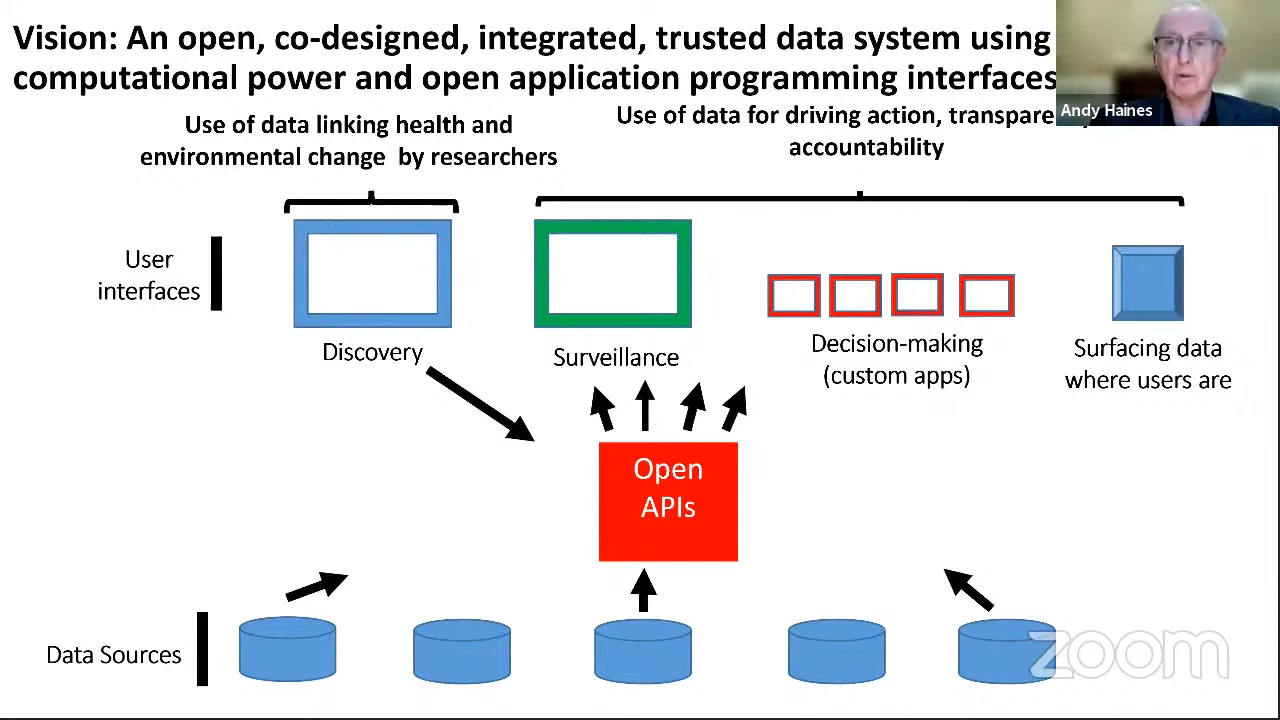 Vision: An open, co-designed, integrated, trusted data system using
computational power and open application programming interfaces
Andy Haines
Use of data linking health and
environmental change by researchers
Use of data for driving action,
accountability
User
interfaces
Discovery
Surveillance
Decision-making
(custom apps)
Surfacing data
where users are
Open
APIs
Data Sources
zoom